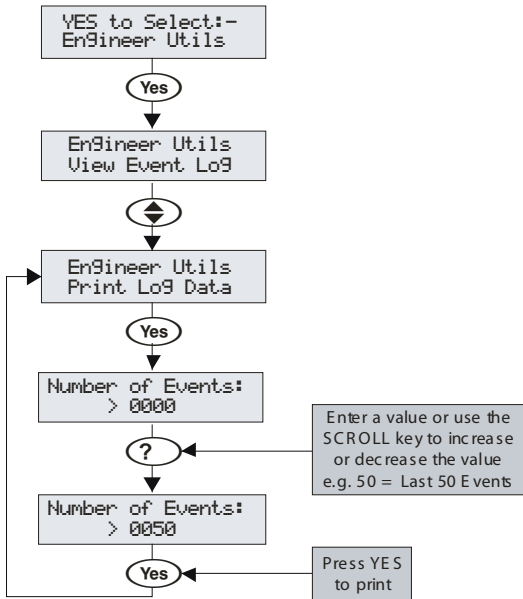 YES to Select:-
Engineer Utils
Yes
Engineer Utils
View Event Log
Engineer Utils
Print Log Data
Yes
Number of Events:
> 0000
?
Enter a value or use the
SCROLL key to increase
or decrease the value
e.g. 50 = Last 50 Events
Number of Events:
> 0050
Yes
Press YES
to print